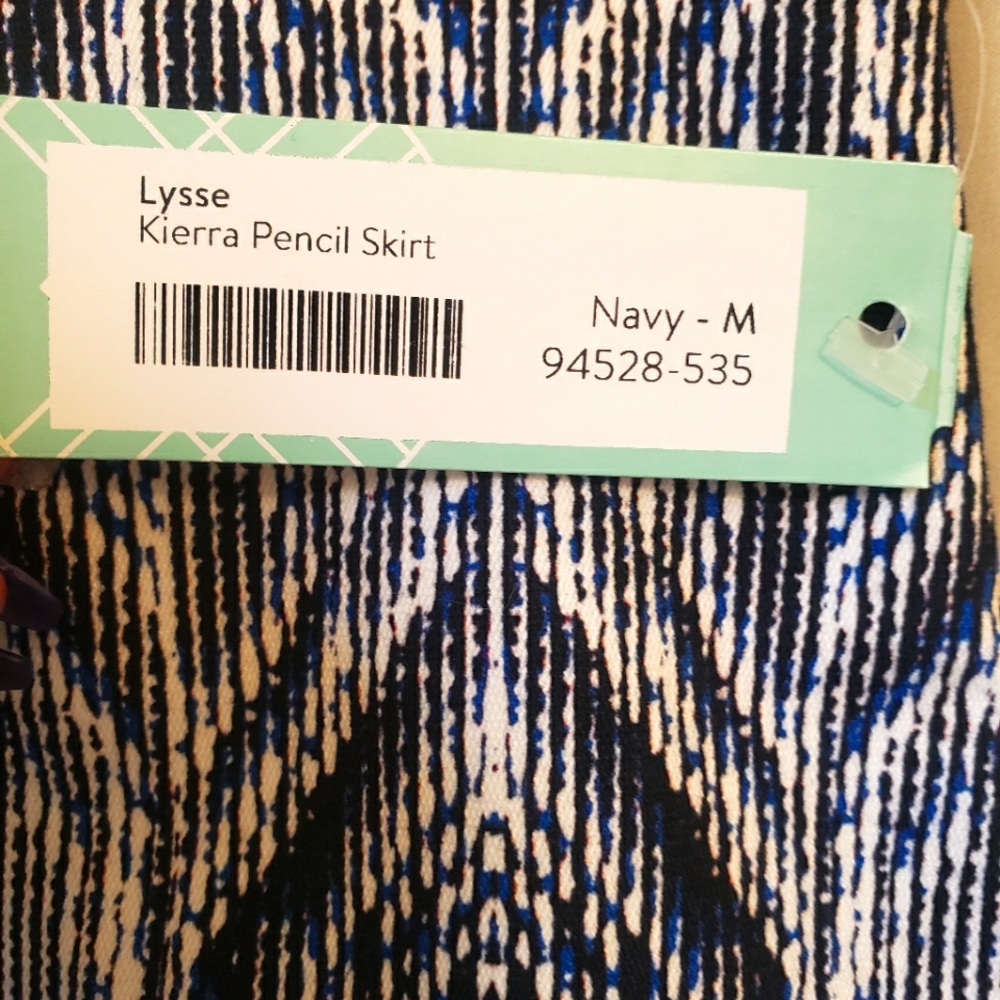 Lysse
Kierra Pencil Skirt
Navy - M
94528-535